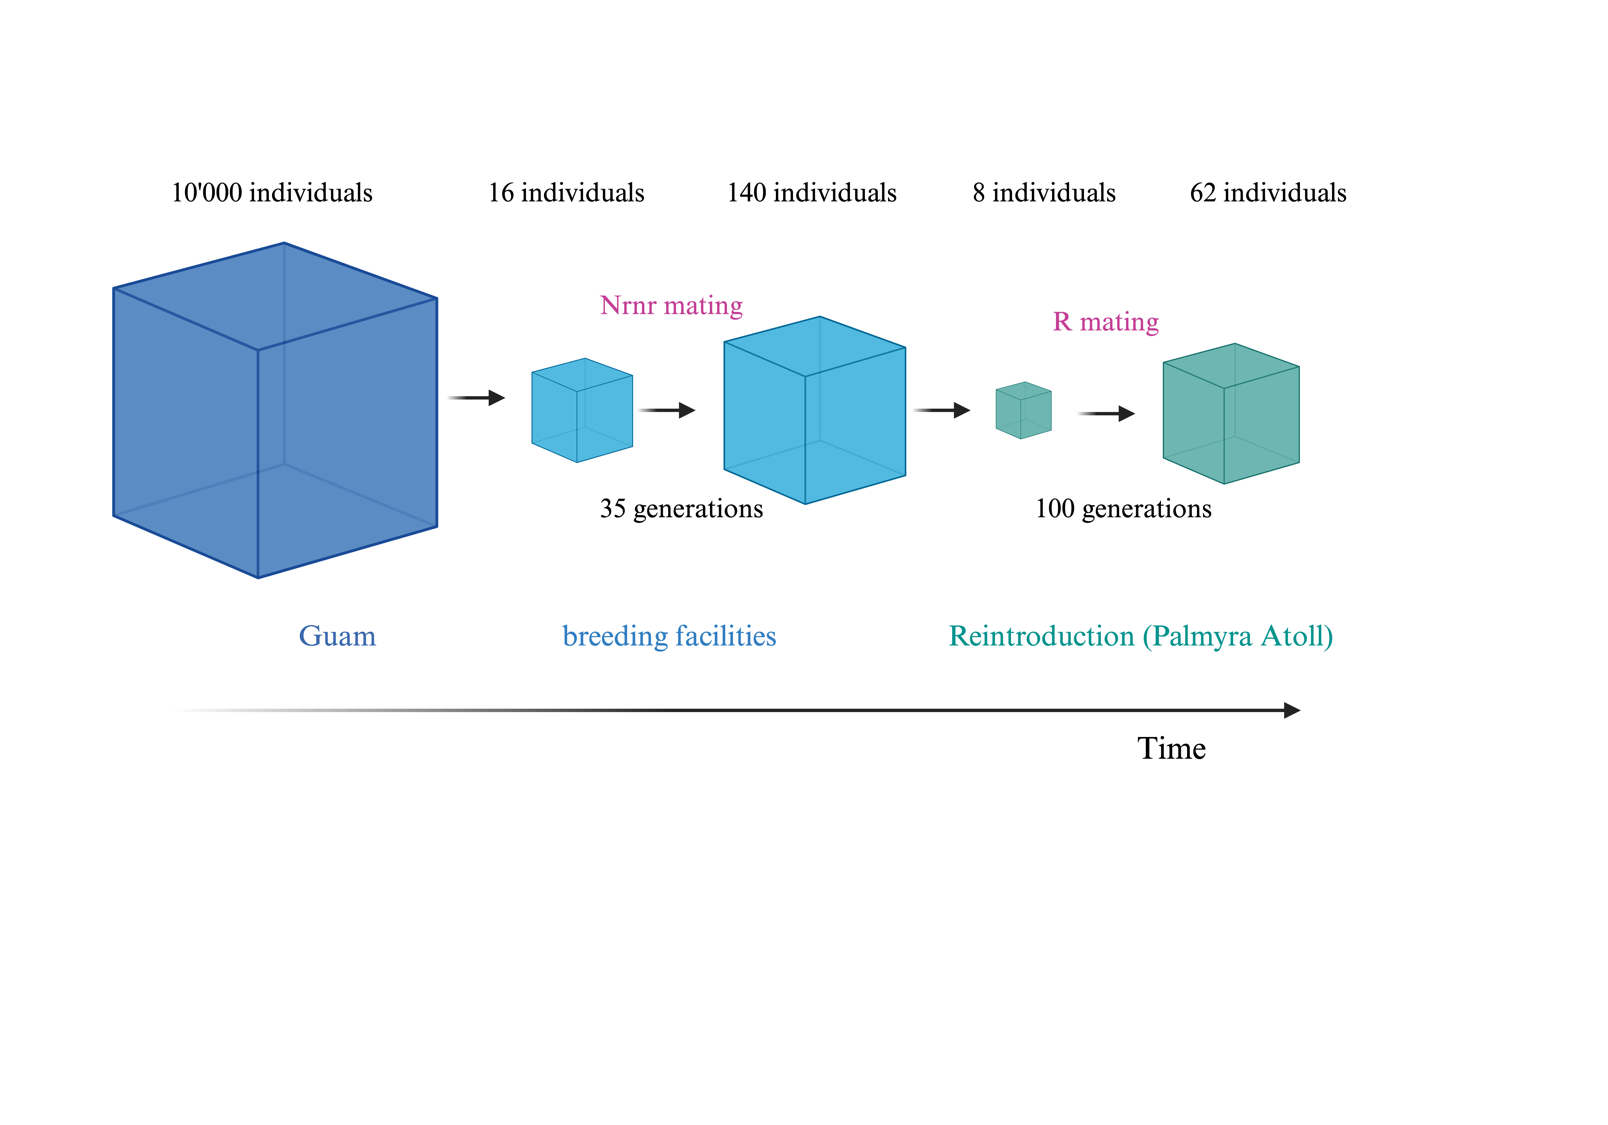 10'000 individuals
16 individuals
140 individuals
8 individuals
62 individuals
Nrnr mating
R mating
35 generations
100 generations
Guam
breeding facilities
Reintroduction (Palmyra Atoll)
Time